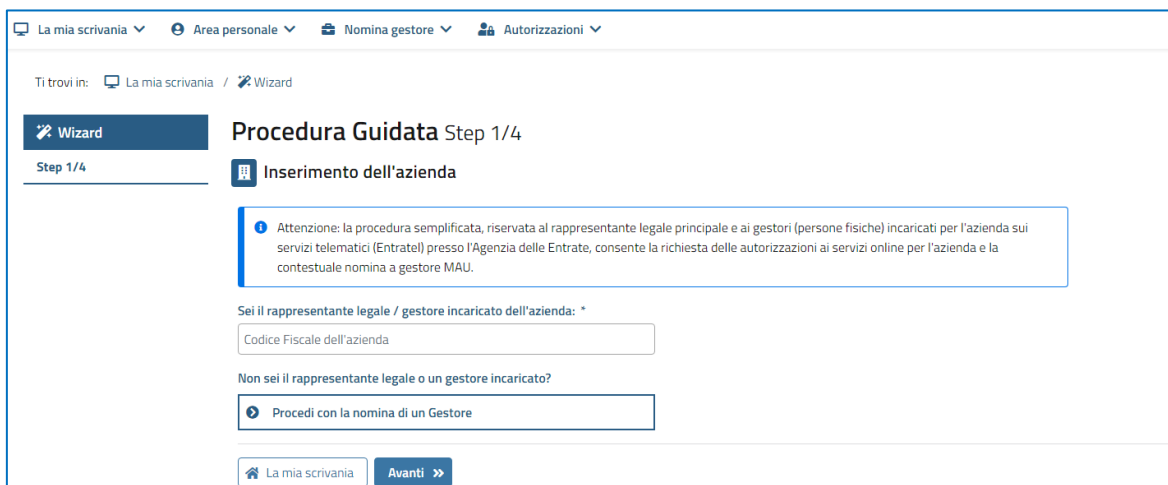 La mia scrivania Area personale Nomina gestore Autorizzazioni
Ti trovi in: La mia scrivania / Wizard
Wizard
Step 1/4
Procedura Guidata Step 1/4
Inserimento dell'azienda
Attenzione: la procedura semplificata, riservata al rappresentante legale principale e ai gestori (persone fisiche) incaricati per l'azienda sui
servizi telematici (Entratel) presso l'Agenzia delle Entrate, consente la richiesta delle autorizzazioni ai servizi online per l'azienda e la
contestuale nomina a gestore MAU.
Sei il rappresentante legale / gestore incaricato dell'azienda: *
Codice Fiscale dell'azienda
Non sei il rappresentante legale o un gestore incaricato?
Procedi con la nomina di un Gestore
La mia scrivania Avanti »